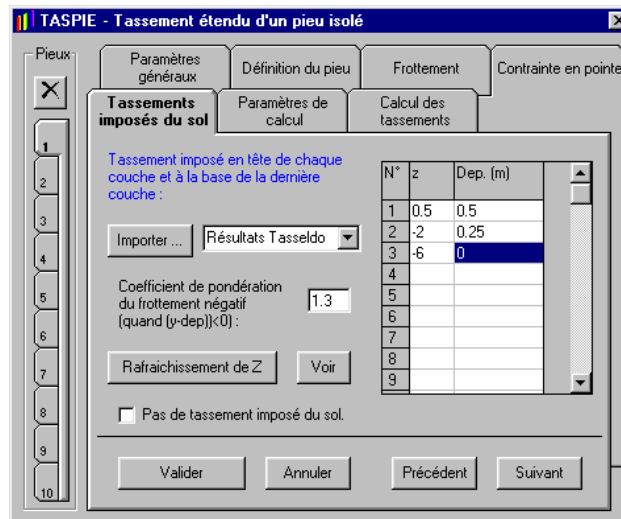 TASPIE - Tassement étendu d'un pieu isolé
Pieux
1
2
3
4
5
6
7
8
9
10
Paramètres
généraux
Définition du pieu
Frottement
Contrainte en pointe
Tassements
imposés du sol
Paramètres de
calcul
Calcul des
tassements
Tassement imposé en tête de chaque
couche et à la base de la dernière
couche :
Importer ...
Résultats Tasseldo
Coefficient de pondération
du frottement négatif
(quand (y-dep))<0) :
1.3
Rafraichissement de Z
Voir
Pas de tassement imposé du sol.
N° z Dep. (m)
1 0.5 0.5
2 -2 0.25
3 -6 0
4
5
6
7
8
9
Valider
Annuler
Précédent
Suivant